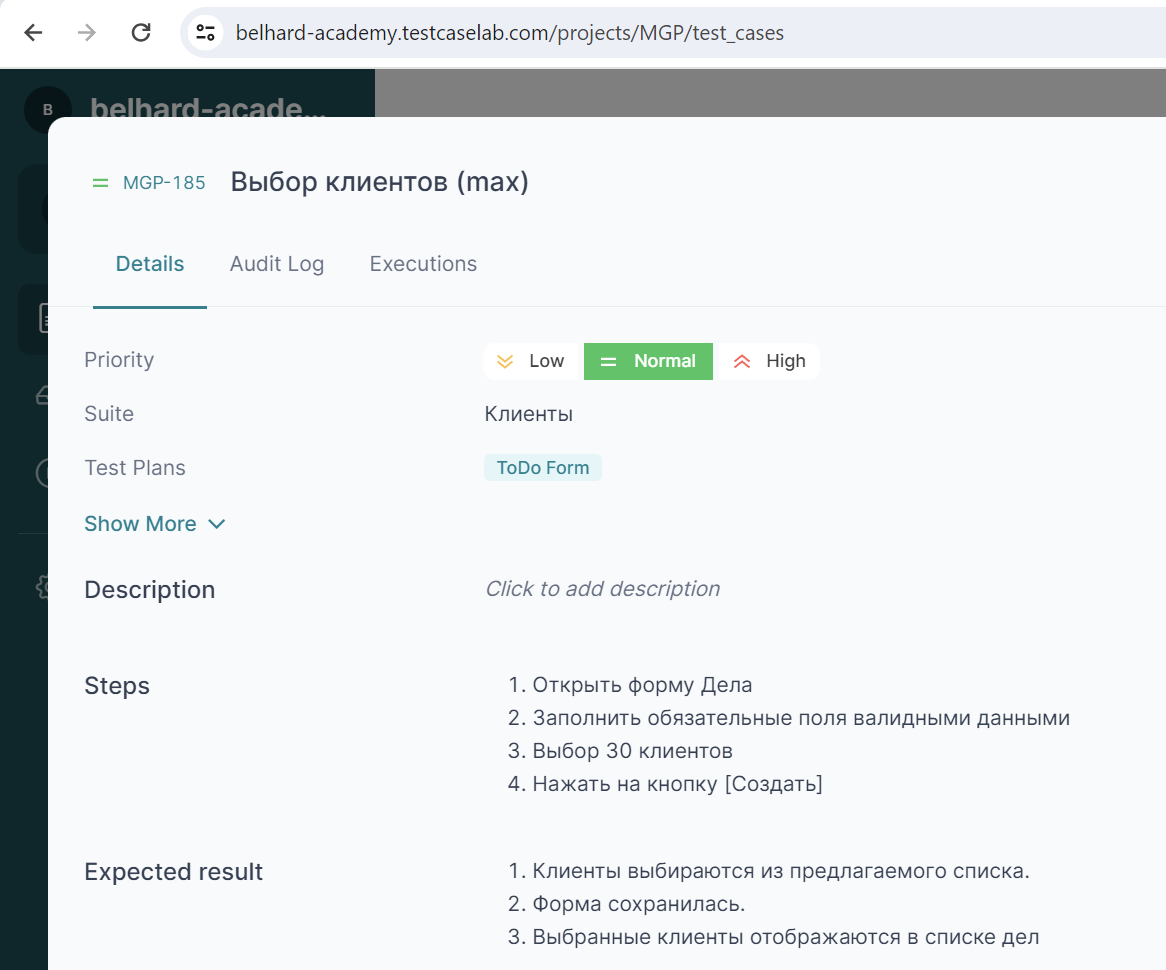 belhard-academy.testcaselab.com/projects/MGP/test_cases
B belhard-acade...
MGP-185 Выбор клиентов (max)
Details Audit Log Executions
Priority Low Normal High
Suite Клиенты
Test Plans ToDo Form
Show More
Description Click to add description
Steps 1. Открыть форму Дела
2. Заполнить обязательные поля валидными данными
3. Выбор 30 клиентов
4. Нажать на кнопку [Создать]
Expected result 1. Клиенты выбираются из предлагаемого списка.
2. Форма сохранилась.
3. Выбранные клиенты отображаются в списке дел